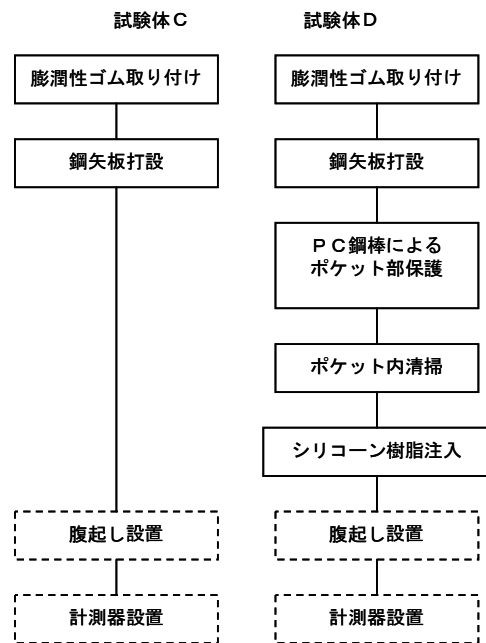 試験体C
膨潤性ゴム取り付け
鋼矢板打設
腹起し設置
計測器設置
試験体D
膨潤性ゴム取り付け
鋼矢板打設
PC鋼棒による
ポケット部保護
ポケット内清掃
シリコーン樹脂注入
腹起し設置
計測器設置